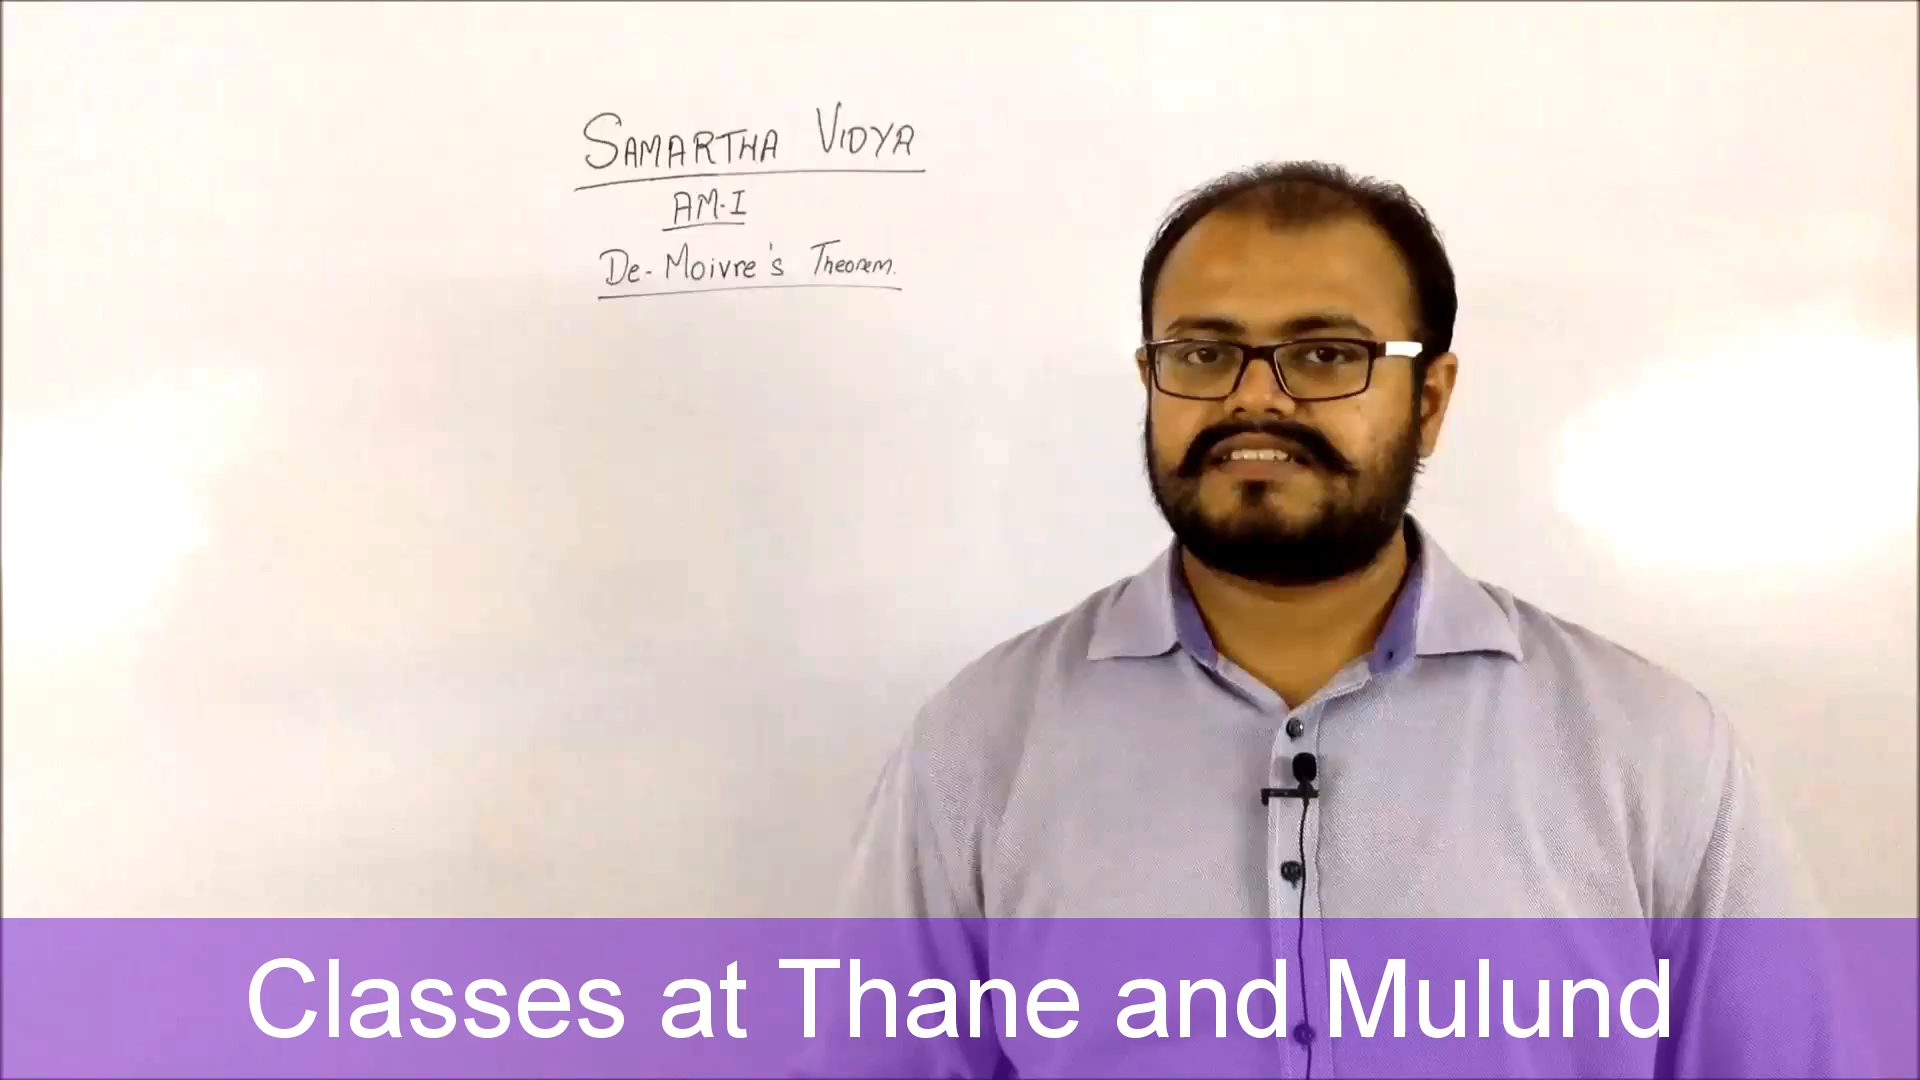 SAMARTHA VIDYA
AM-I
De-Moivre's Theorem.
Classes at Thane and Mulund